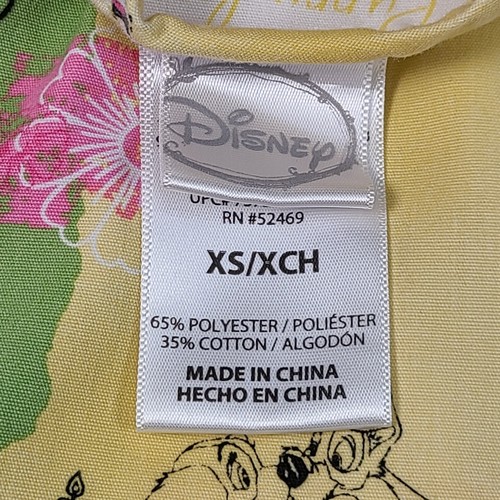 Disney
RN #52469
XS/XCH
65% POLYESTER / POLIÉSTER
35% COTTON / ALGODÓN
MADE IN CHINA
HECHO EN CHINA